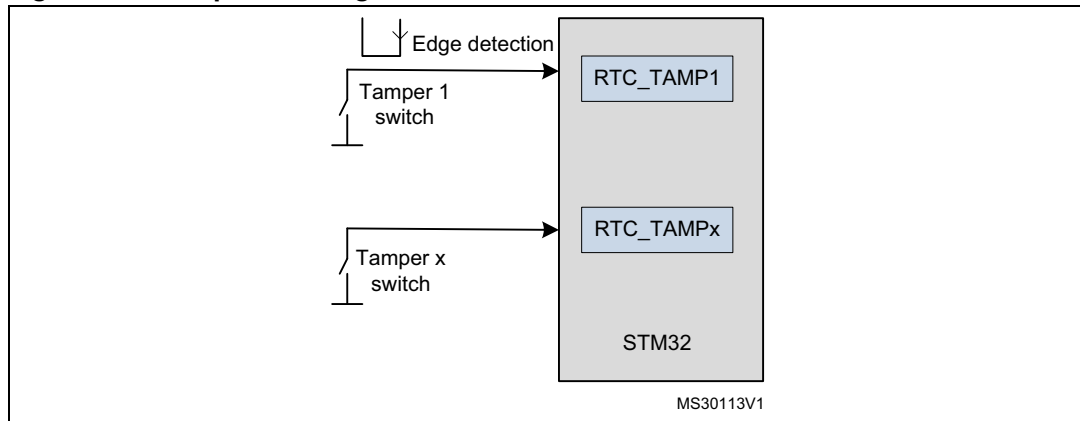 Edge detection
RTC_TAMP1
Tamper 1
switch
RTC_TAMPx
Tamper x
switch
STM32
MS30113V1